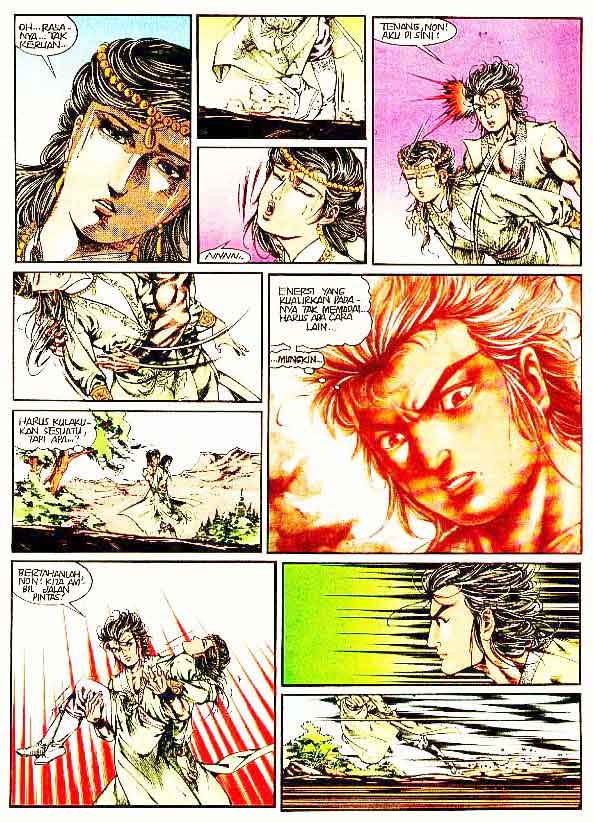 OH...RASA-
NYA...TAK
KERUAN..
NNNN..
TENANG, NON!
AKU DI SINI!
ENERSI YANG
KUALIRKAN PADA-
NYA TAK MEMADAI...
HARUS ADA CARA
LAIN...
...MUNGKIN...
HARUS KULAKU-
KAN SESUATU,
TAPI APA...?
BERTAHANLAH,
NON! KITA AM-
BIL JALAN
PINTAS!